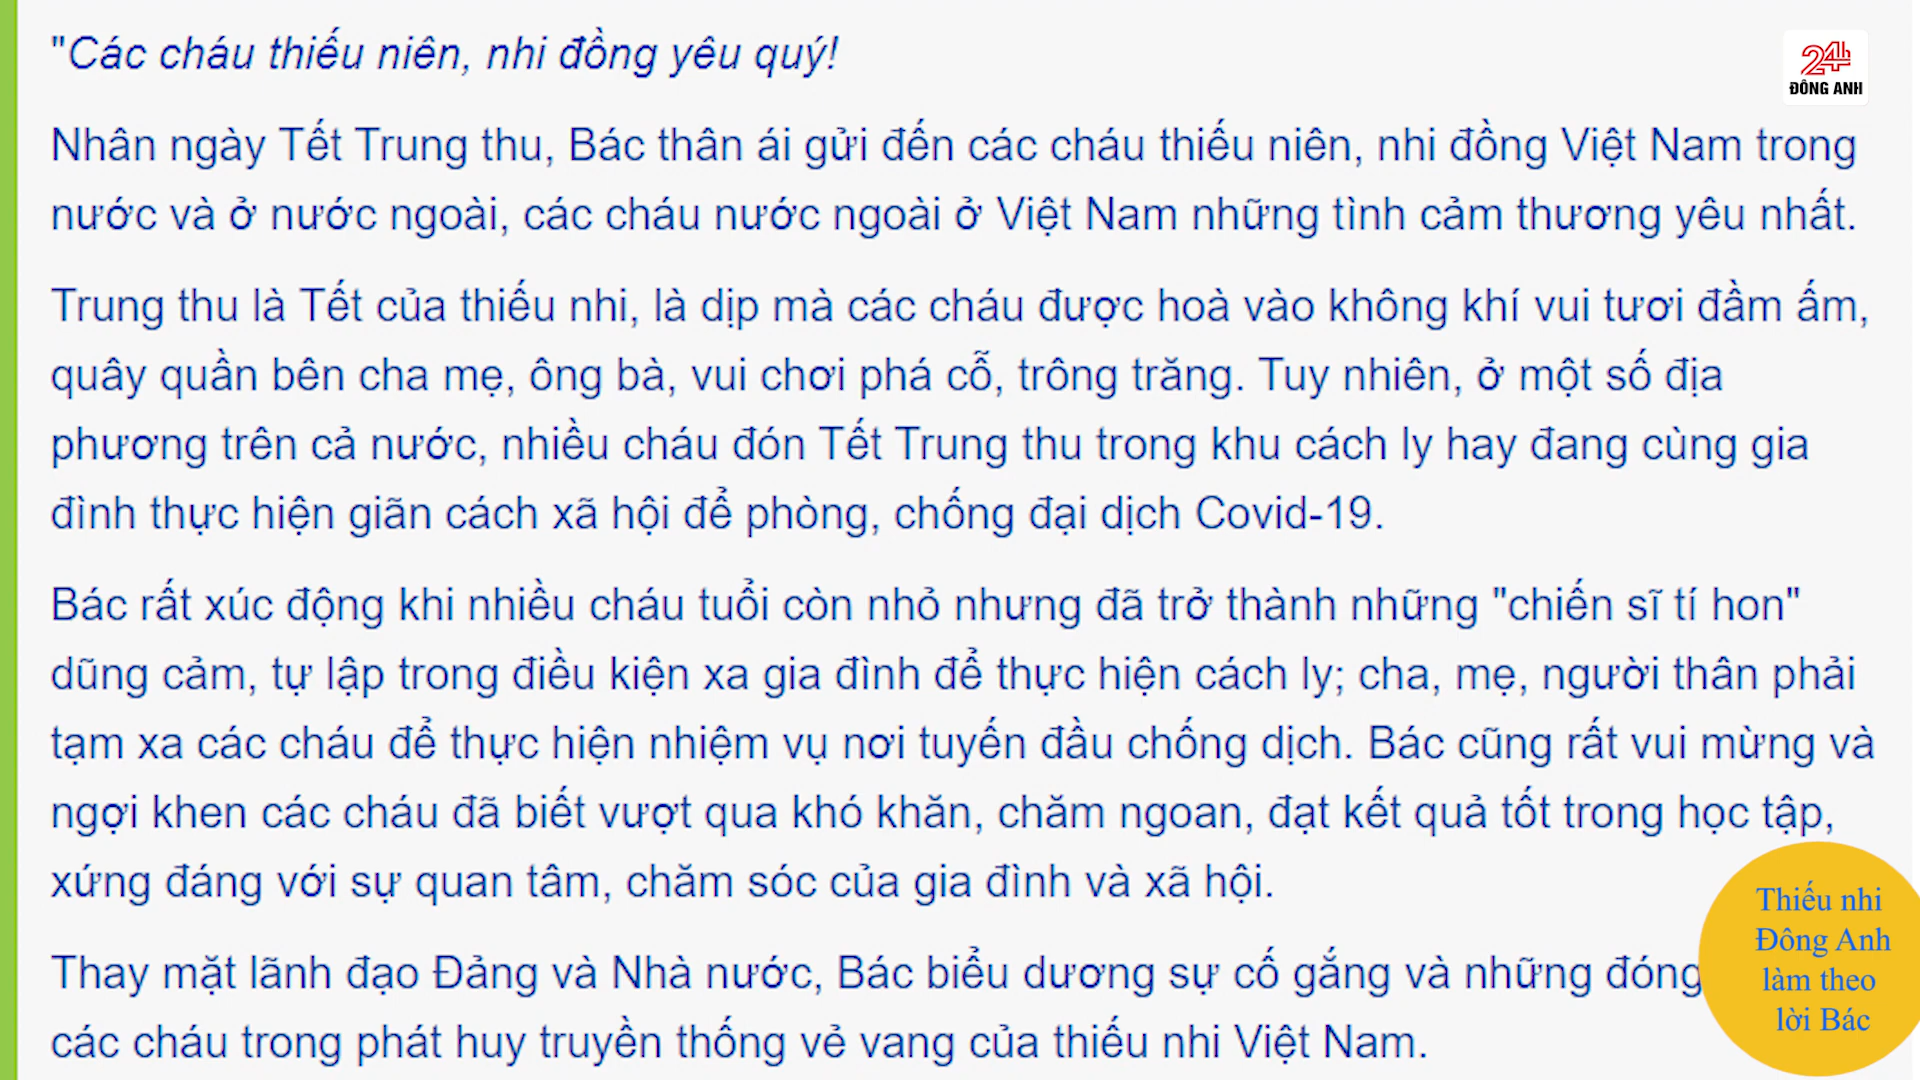 "Các cháu thiếu niên, nhi đồng yêu quý!
24h
ĐÔNG ANH
Nhân ngày Tết Trung thu, Bác thân ái gửi đến các cháu thiếu niên, nhi đồng Việt Nam trong
nước và ở nước ngoài, các cháu nước ngoài ở Việt Nam những tình cảm thương yêu nhất.
Trung thu là Tết của thiếu nhi, là dịp mà các cháu được hoà vào không khí vui tươi đầm ấm,
quây quần bên cha mẹ, ông bà, vui chơi phá cỗ, trông trăng. Tuy nhiên, ở một số địa
phương trên cả nước, nhiều cháu đón Tết Trung thu trong khu cách ly hay đang cùng gia
đình thực hiện giãn cách xã hội để phòng, chống đại dịch Covid-19.
Bác rất xúc động khi nhiều cháu tuổi còn nhỏ nhưng đã trở thành những "chiến sĩ tí hon"
dũng cảm, tự lập trong điều kiện xa gia đình để thực hiện cách ly; cha, mẹ, người thân phải
tạm xa các cháu để thực hiện nhiệm vụ nơi tuyến đầu chống dịch. Bác cũng rất vui mừng và
ngợi khen các cháu đã biết vượt qua khó khăn, chăm ngoan, đạt kết quả tốt trong học tập,
xứng đáng với sự quan tâm, chăm sóc của gia đình và xã hội.
Thay mặt lãnh đạo Đảng và Nhà nước, Bác biểu dương sự cố gắng và những đóng
các cháu trong phát huy truyền thống vẻ vang của thiếu nhi Việt Nam.
Thiếu nhi
Đông Anh
làm theo
lời Bác